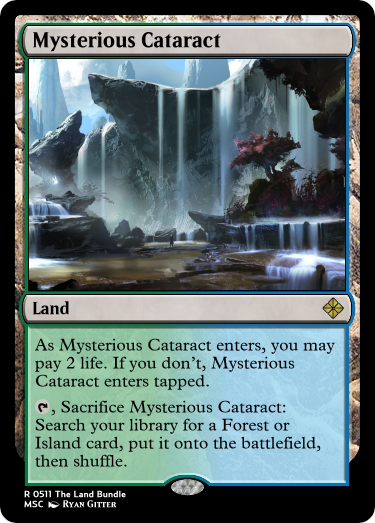 Mysterious Cataract
Land
As Mysterious Cataract enters, you may
pay 2 life. If you don't, Mysterious
Cataract enters tapped.
, Sacrifice Mysterious Cataract:
Search your library for a Forest or
Island card, put it onto the battlefield,
then shuffle.
R 0511 The Land Bundle
MSC Ryan Gitter